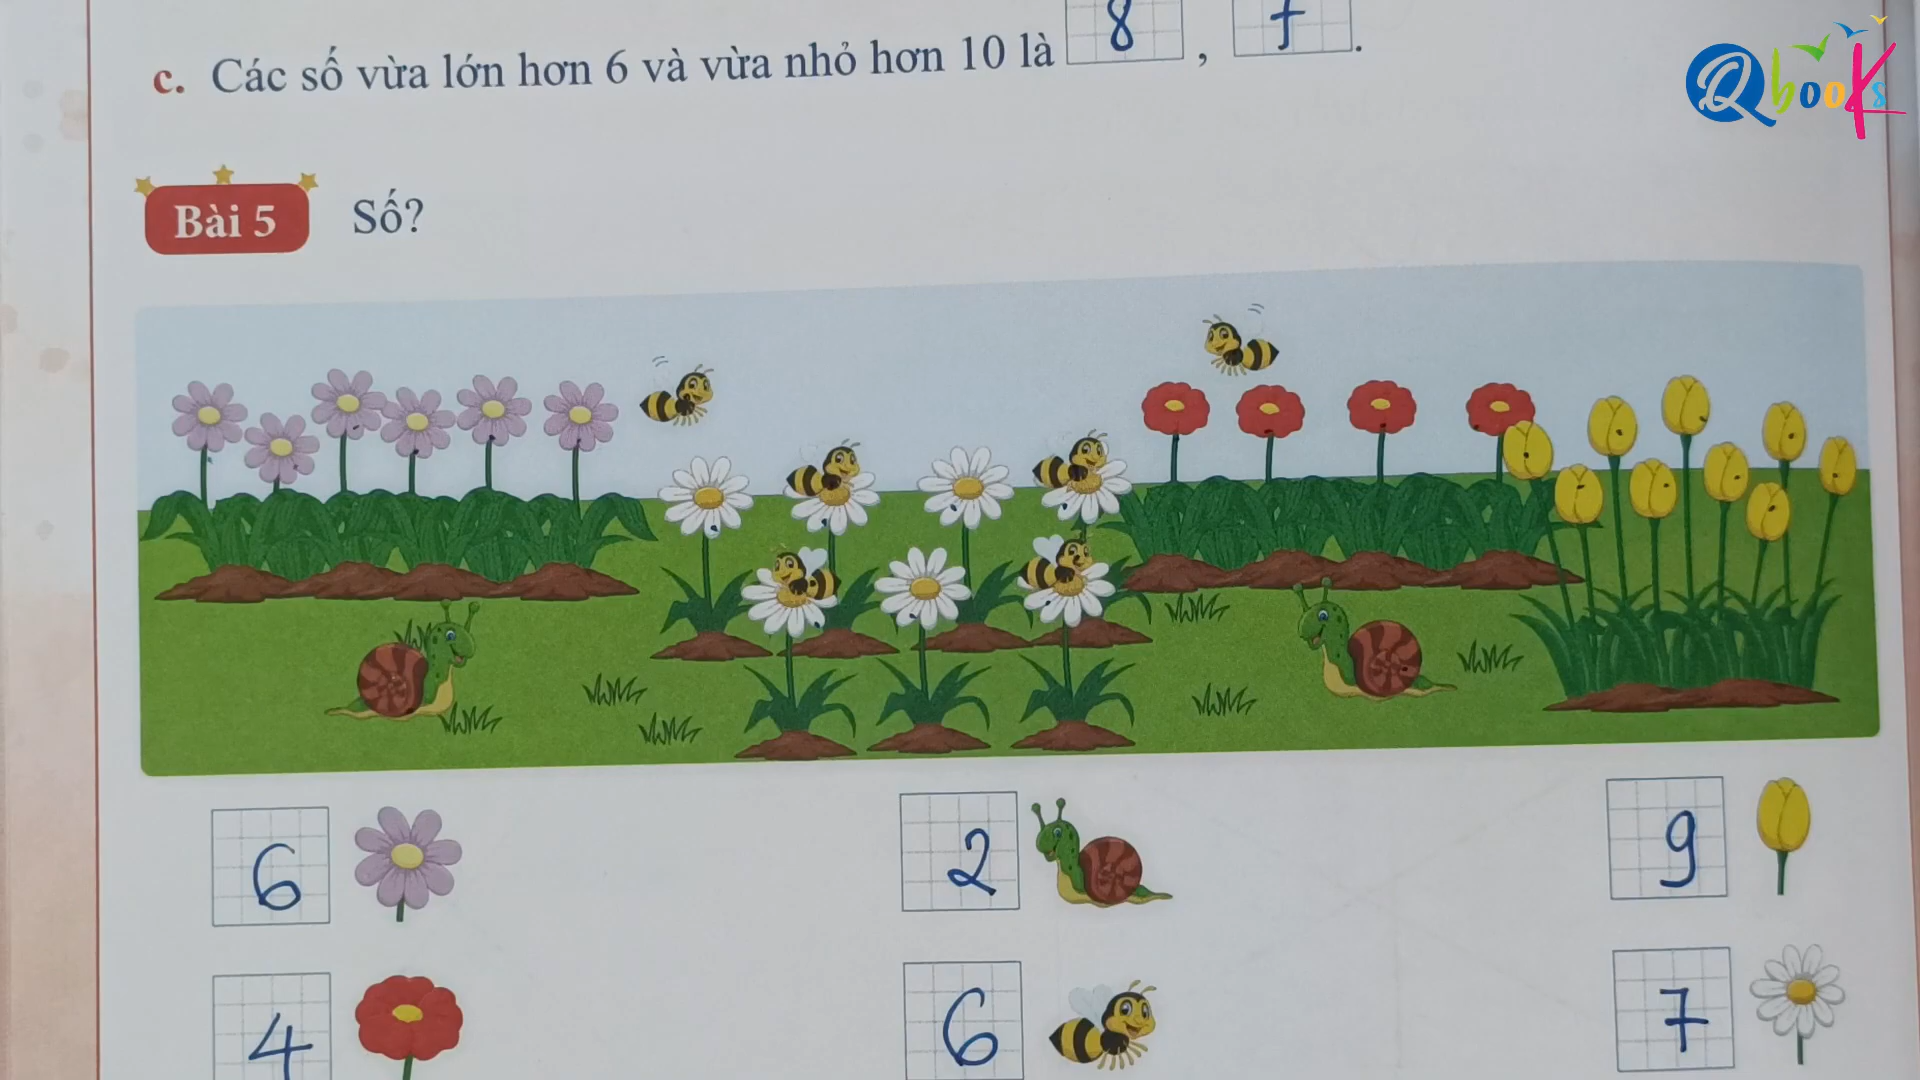 c. Các số vừa lớn hơn 6 và vừa nhỏ hơn 10 là 8 , 7 .
Qbooks
Bài 5 Số?
6 2 9
4 6 7